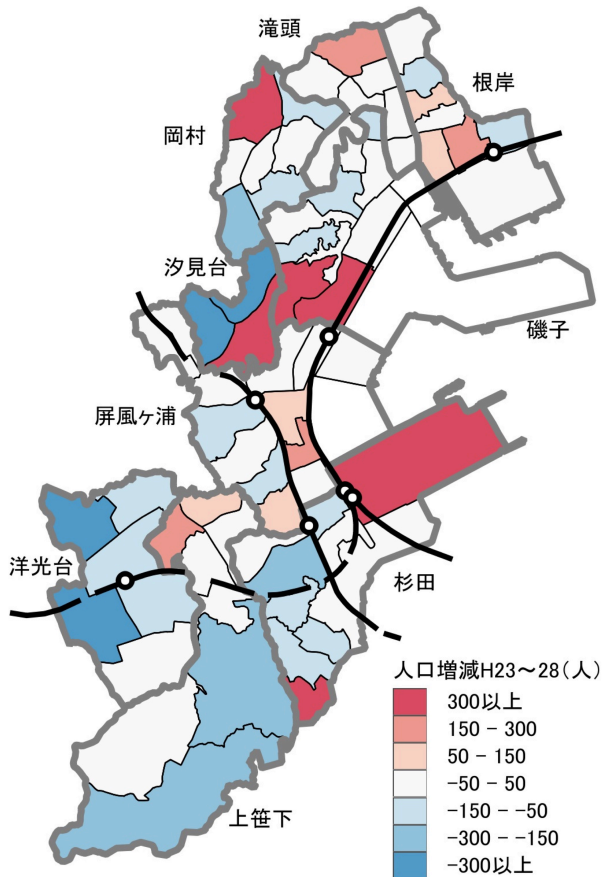 滝頭
根岸
岡村
汐見台
磯子
屏風ヶ浦
洋光台
杉田
上笹下
人口増減H23～28(人)
300以上
150 - 300
50 - 150
-50 - 50
-150 - -50
-300 - -150
-300以上